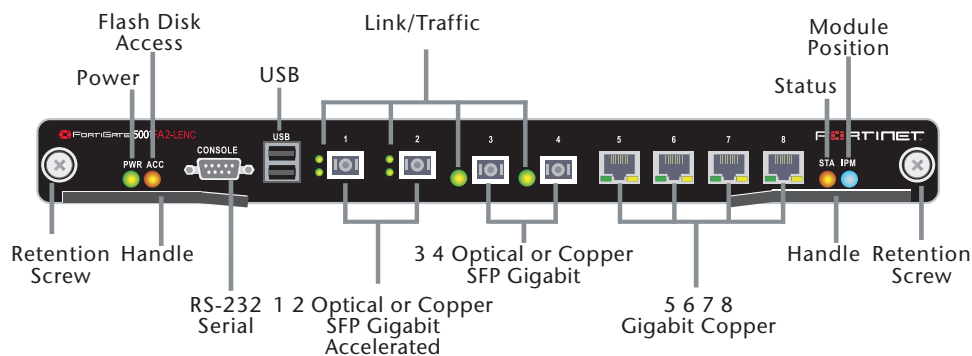 Flash Disk
Access
Link/Traffic
Module
Position
Power
USB
Status
FORTIGATE 5001FA2-LENC
USB
1
2
3
4
5
6
7
8
FORTINET
CONSOLE
PWR ACC
STA IPM
Retention
Screw
Handle
3 4 Optical or Copper
SFP Gigabit
Handle
Retention
Screw
RS-232
Serial
1 2 Optical or Copper
SFP Gigabit
Accelerated
5 6 7 8
Gigabit Copper